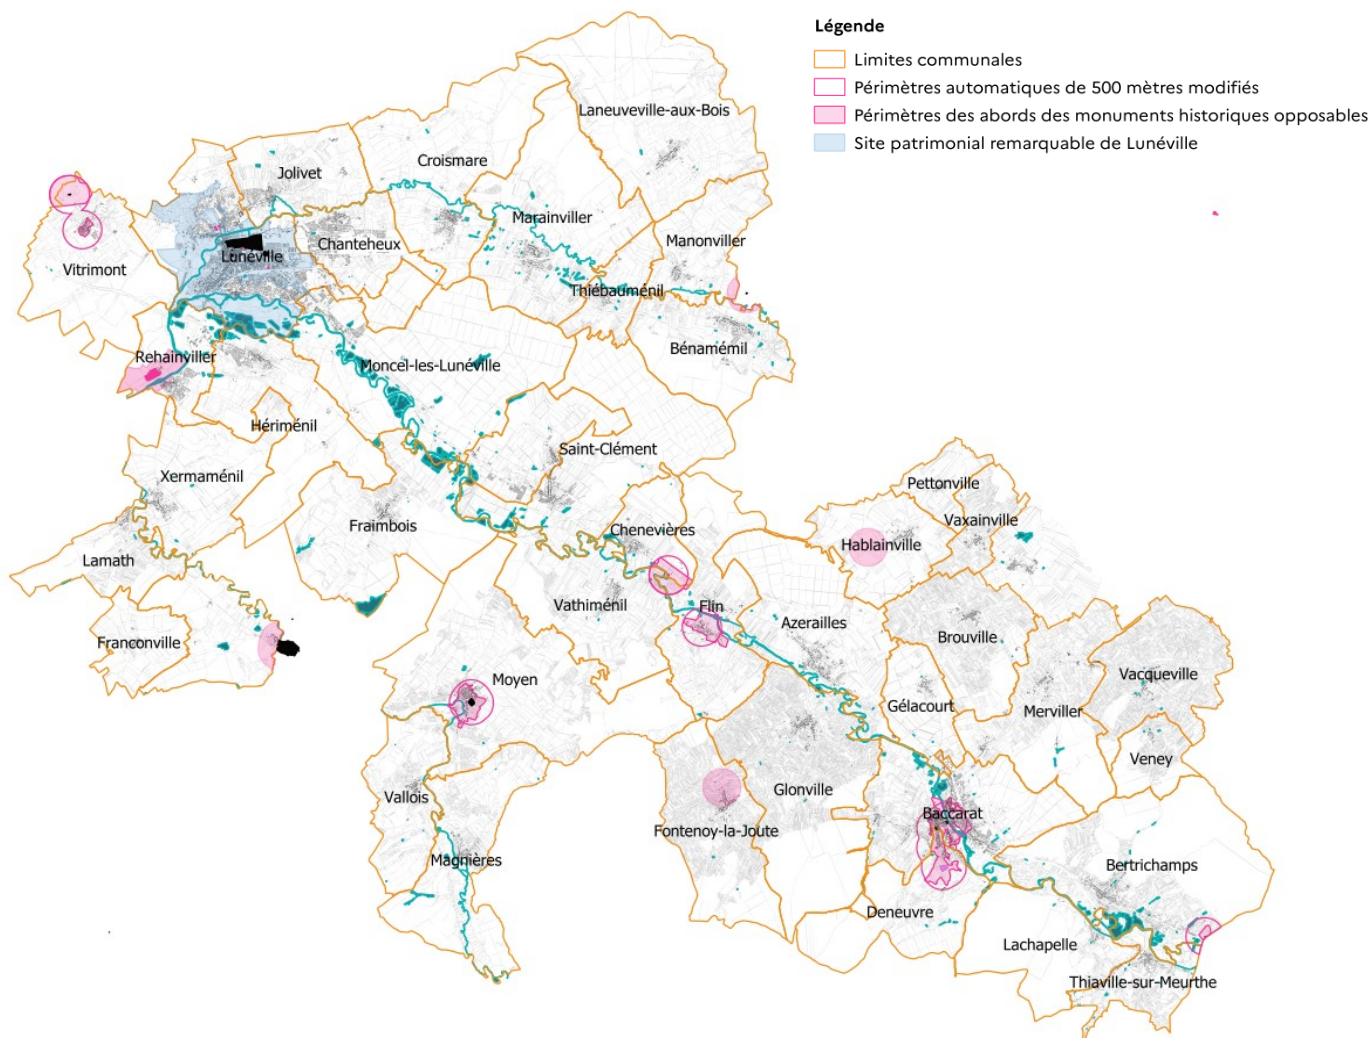 Légende
Limites communales
Périmètres automatiques de 500 mètres modifiés
Périmètres des abords des monuments historiques opposables
Site patrimonial remarquable de Lunéville
Laneuveville-aux-Bois
Croismare
Jolivet
Marainviller
Manonviller
Chanteheux
Lunéville
Vitrimont
Thiébauménil
Bénaménil
Rehainviller
Moncel-les-Lunéville
Hériménil
Saint-Clément
Xermaménil
Pettonville
Vaxainville
Fraimbois
Chenevières
Hablainville
Lamath
Vathiménil
Flin
Azerailles
Brouville
Franconville
Moyen
Vacqueville
Gélacourt
Merviller
Veney
Vallois
Glonville
Baccarat
Fontenoy-la-Joute
Magnières
Bertrichamps
Deneuvre
Lachapelle
Thiaville-sur-Meurthe